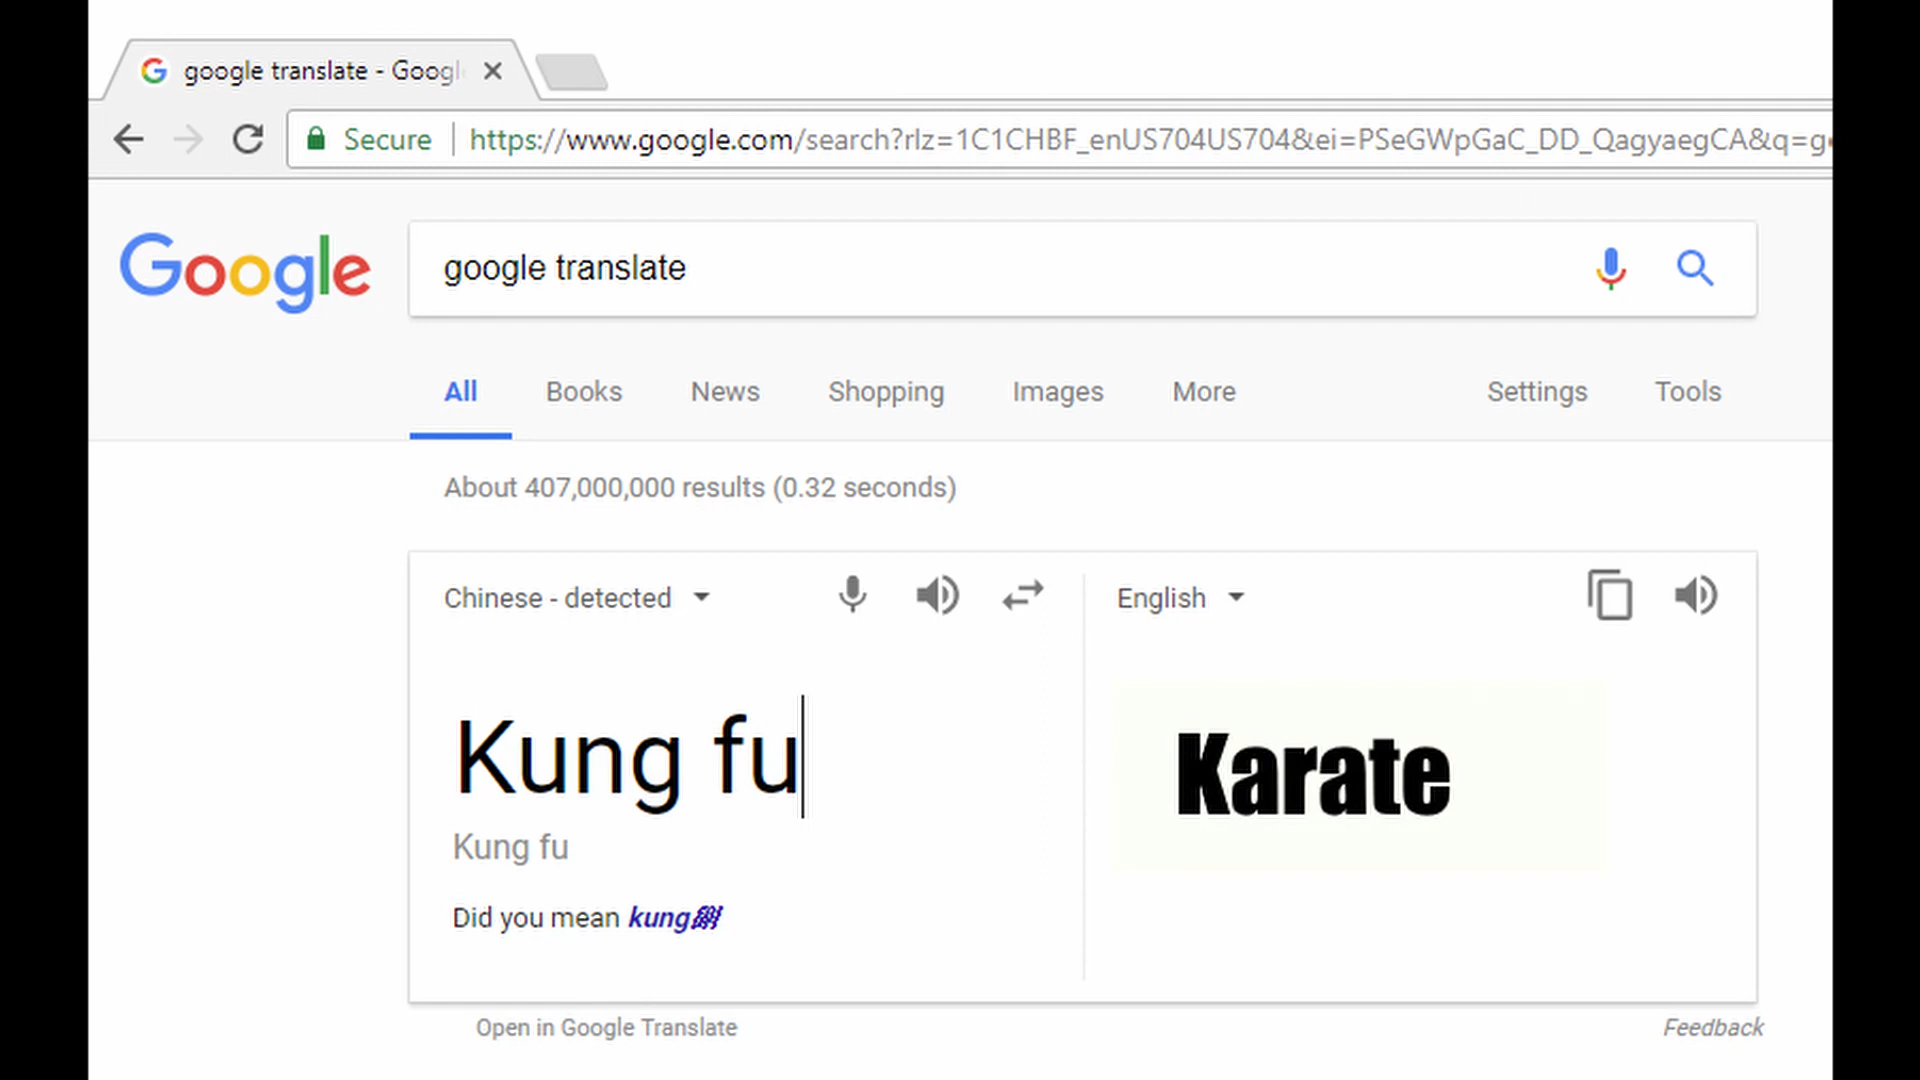 google translate - Googl
Secure https://www.google.com/search?rlz=1C1CHBF_enUS704US704&ei=PSeGWpGaC_DD_QagyaegCA&q=g
Google
google translate
All Books News Shopping Images More Settings Tools
About 407,000,000 results (0.32 seconds)
Chinese - detected English
Kung fu
Karate
Kung fu
Did you mean kung
Open in Google Translate
Feedback